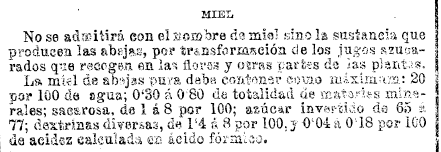 MIEL
No se admitirá con el nombre de miel sino la sustancia que
producen las abejas, por transformación de los jugos azuca-
rados que recogen en las flores y otras partes de las plantas.
La miel de abejas pura debe contener como máximum: 20
por 100 de agua; 0'30 á 0'80 de totalidad de materias mine-
rales; sacarosa, de 1 á 8 por 100; azúcar invertido de 65 a
77; dextrinas diversas, de 1'4 á 8 por 100, y 0'04 a 0'18 por 100
de acidez calculada en ácido fórmico.